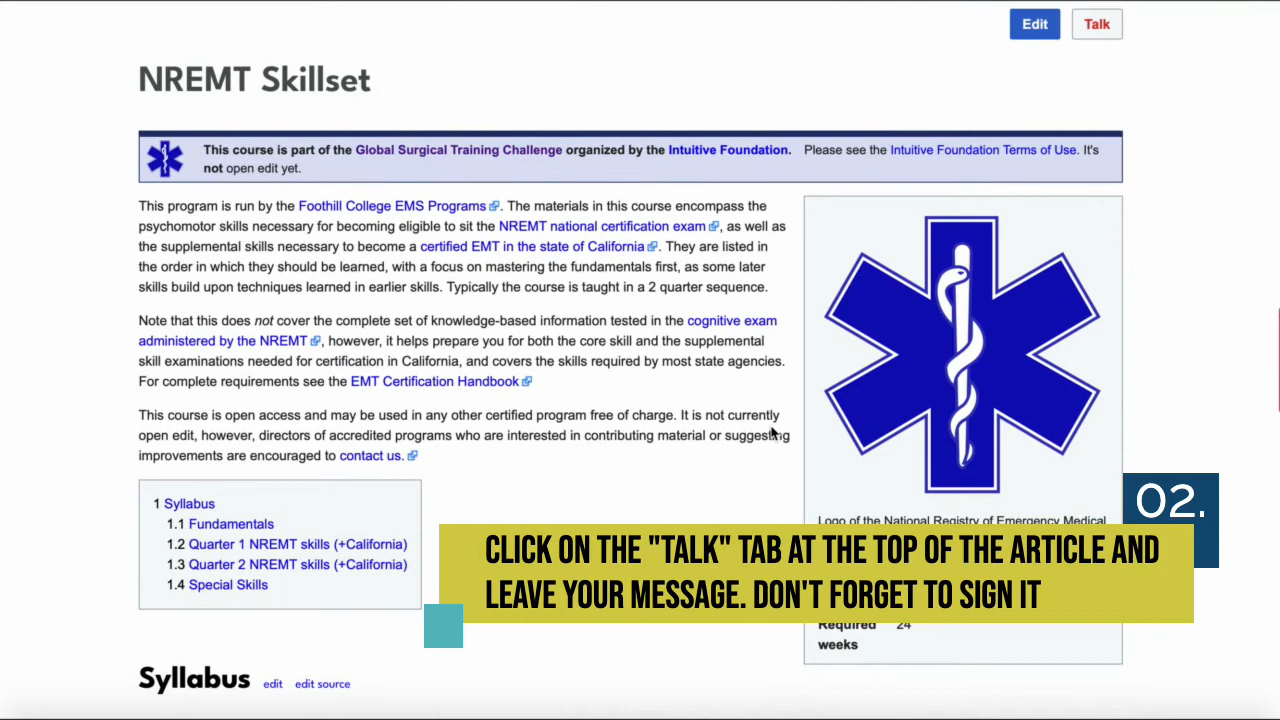 Edit Talk
NREMT Skillset
This course is part of the Global Surgical Training Challenge organized by the Intuitive Foundation. Please see the Intuitive Foundation Terms of Use. It's
not open edit yet.
This program is run by the Foothill College EMS Programs. The materials in this course encompass the
psychomotor skills necessary for becoming eligible to sit the NREMT national certification exam, as well as
the supplemental skills necessary to become a certified EMT in the state of California. They are listed in
the order in which they should be learned, with a focus on mastering the fundamentals first, as some later
skills build upon techniques learned in earlier skills. Typically the course is taught in a 2 quarter sequence.
Note that this does not cover the complete set of knowledge-based information tested in the cognitive exam
administered by the NREMT, however, it helps prepare you for both the core skill and the supplemental
skill examinations needed for certification in California, and covers the skills required by most state agencies.
For complete requirements see the EMT Certification Handbook
This course is open access and may be used in any other certified program free of charge. It is not currently
open edit, however, directors of accredited programs who are interested in contributing material or suggesting
improvements are encouraged to contact us.
1 Syllabus
1.1 Fundamentals
1.2 Quarter 1 NREMT skills (+California)
1.3 Quarter 2 NREMT skills (+California)
1.4 Special Skills
Logo of the National Registry of Emergency Medical
02.
CLICK ON THE "TALK" TAB AT THE TOP OF THE ARTICLE AND
LEAVE YOUR MESSAGE. DON'T FORGET TO SIGN IT
Required 24
weeks
Syllabus edit edit source